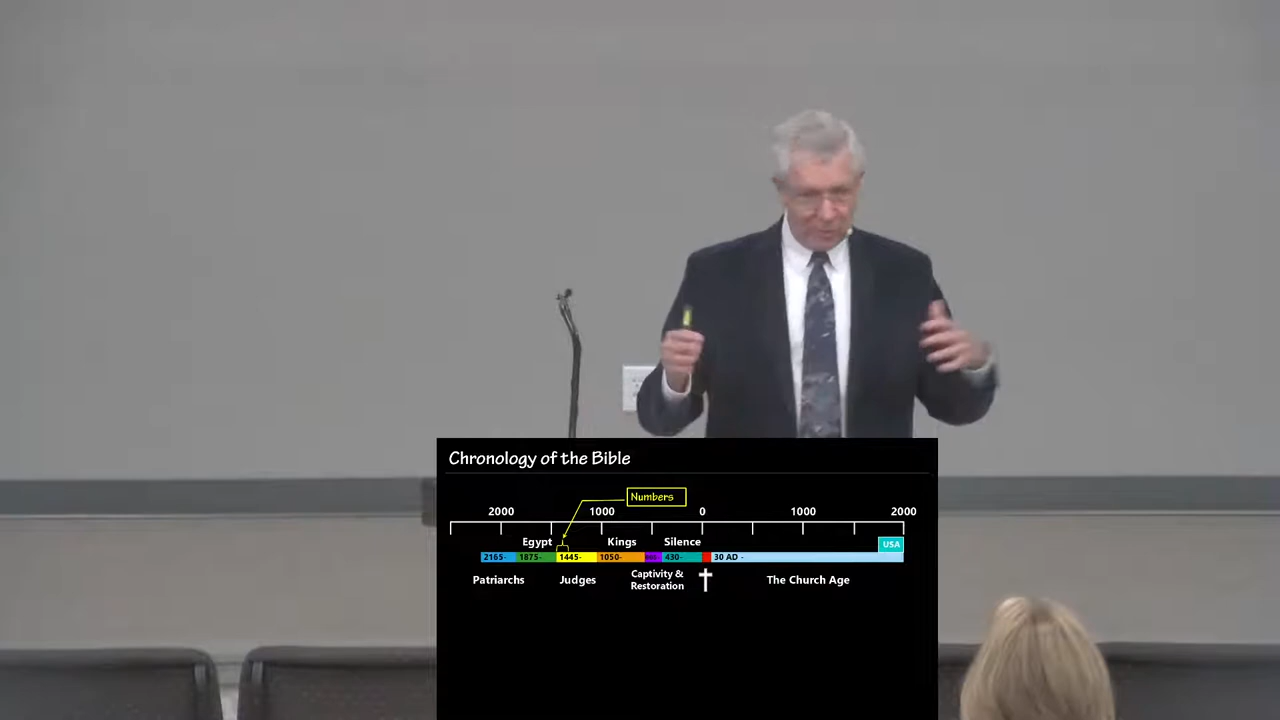 Chronology of the Bible
Numbers
2000 1000 0 1000 2000
Egypt Kings Silence USA
2165- 1875- 1445- 1050- 430- 30 AD -
Patriarchs Judges Captivity & Restoration The Church Age